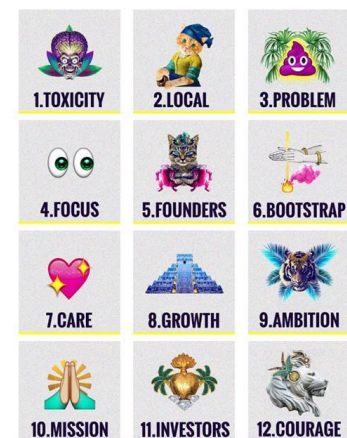 1.TOXICITY
2.LOCAL
3.PROBLEM
4.FOCUS
5.FOUNDERS
6.BOOTSTRAP
7.CARE
8.GROWTH
9.AMBITION
10.MISSION
11.INVESTORS
12.COURAGE